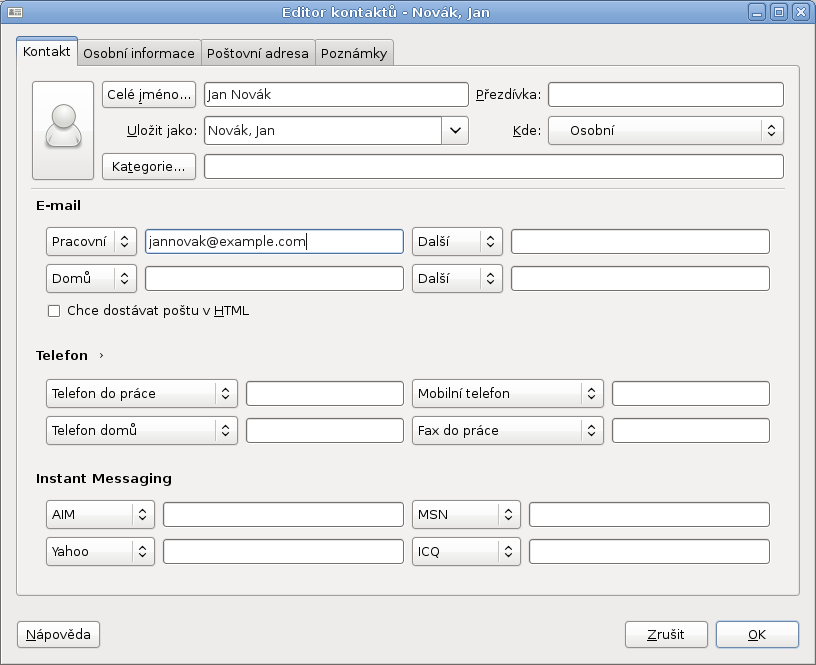 Editor kontaktů - Novák, Jan
Kontakt Osobní informace Poštovní adresa Poznámky
Celé jméno... Jan Novák Přezdívka:
Uložit jako: Novák, Jan Kde: Osobní
Kategorie...
E-mail
Pracovní jannovak@example.com Další
Domů Další
Chce dostávat poštu v HTML
Telefon ›
Telefon do práce Mobilní telefon
Telefon domů Fax do práce
Instant Messaging
AIM MSN
Yahoo ICQ
Nápověda Zrušit OK